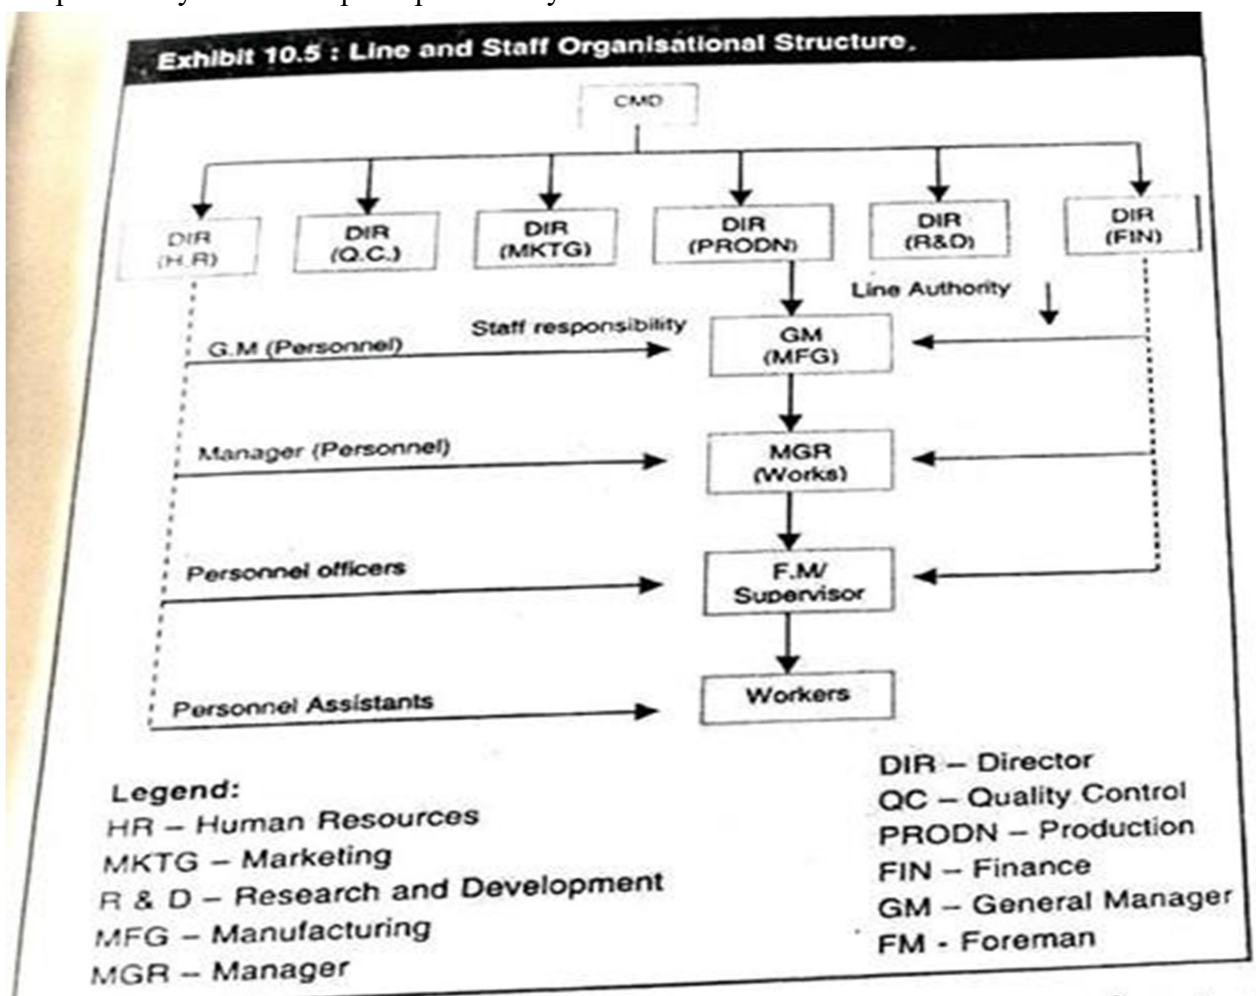 Exhibit 10.5 : Line and Staff Organisational Structure.
CMD
DIR
(H.R)
DIR
(Q.C.)
DIR
(MKTG)
DIR
(PRODN)
DIR
(R&D)
DIR
(FIN)
Line Authority
Staff responsibility
G.M (Personnel)
GM
(MFG)
Manager (Personnel)
MGR
(Works)
Personnel officers
F.M/
Supervisor
Personnel Assistants
Workers
Legend:
HR – Human Resources
MKTG – Marketing
R & D – Research and Development
MFG – Manufacturing
MGR – Manager
DIR – Director
QC – Quality Control
PRODN – Production
FIN – Finance
GM – General Manager
FM - Foreman